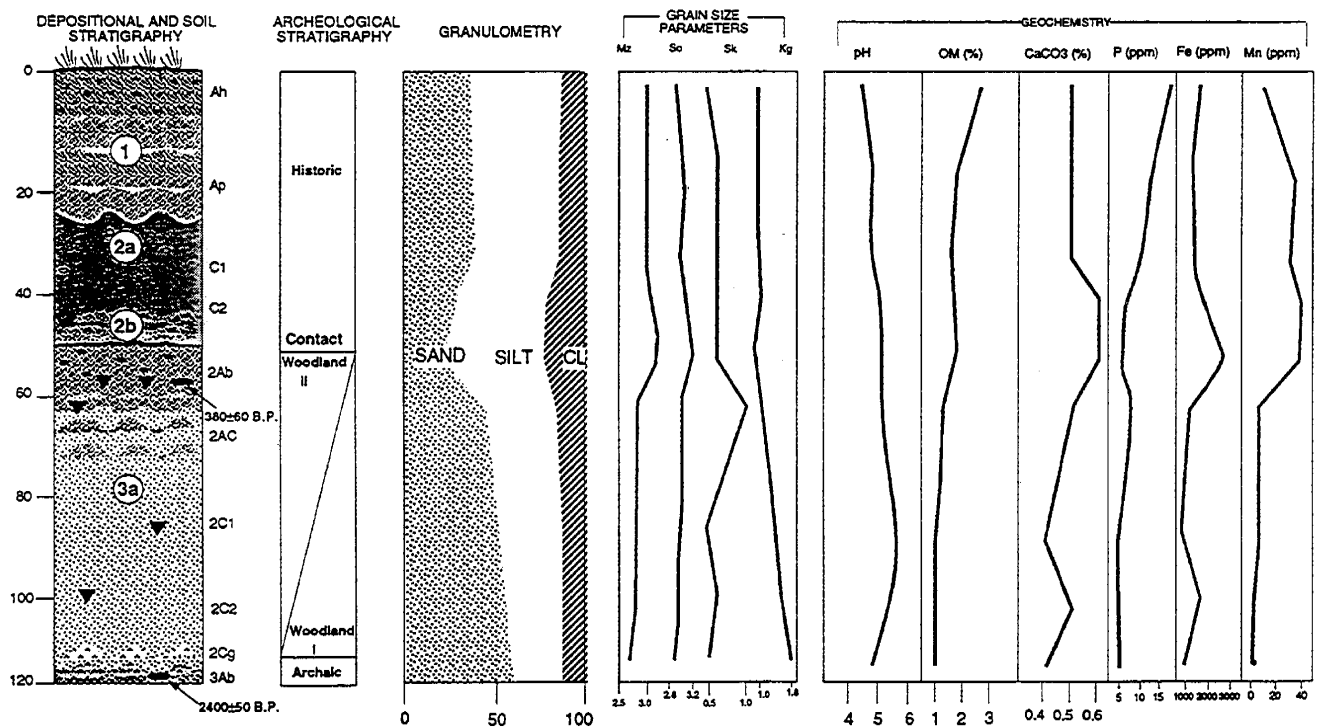 DEPOSITIONAL AND SOIL
STRATIGRAPHY
ARCHEOLOGICAL
STRATIGRAPHY
GRANULOMETRY
GRAIN SIZE
PARAMETERS
GEOCHEMISTRY
Mz So Sk Kg
pH OM (%) CaCO3 (%) P (ppm) Fe (ppm) Mn (ppm)
0
20
40
60
80
100
120
1
2a
2b
3a
Ah
Ap
C1
C2
2Ab
380±60 B.P.
2AC
2C1
2C2
2Cg
3Ab
2400±50 B.P.
Historic
Contact
Woodland
II
Woodland
I
Archaic
SAND SILT CL
0 100
2.5 3.0 2.8 3.2 0.5 1.0 1.0 1.8
4 5 6 1 2 3 0.4 0.5 0.6
5 10 15 1000 2000 3000 0 20 40